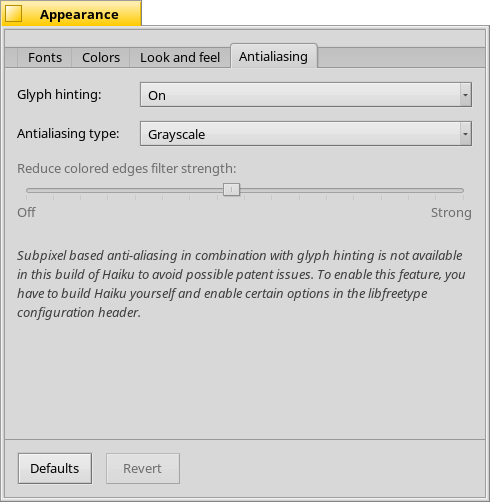 Appearance
Fonts Colors Look and feel Antialiasing
Glyph hinting: On
Antialiasing type: Grayscale
Reduce colored edges filter strength:
Off Strong
Subpixel based anti-aliasing in combination with glyph hinting is not available
in this build of Haiku to avoid possible patent issues. To enable this feature, you
have to build Haiku yourself and enable certain options in the libfreetype
configuration header.
Defaults Revert